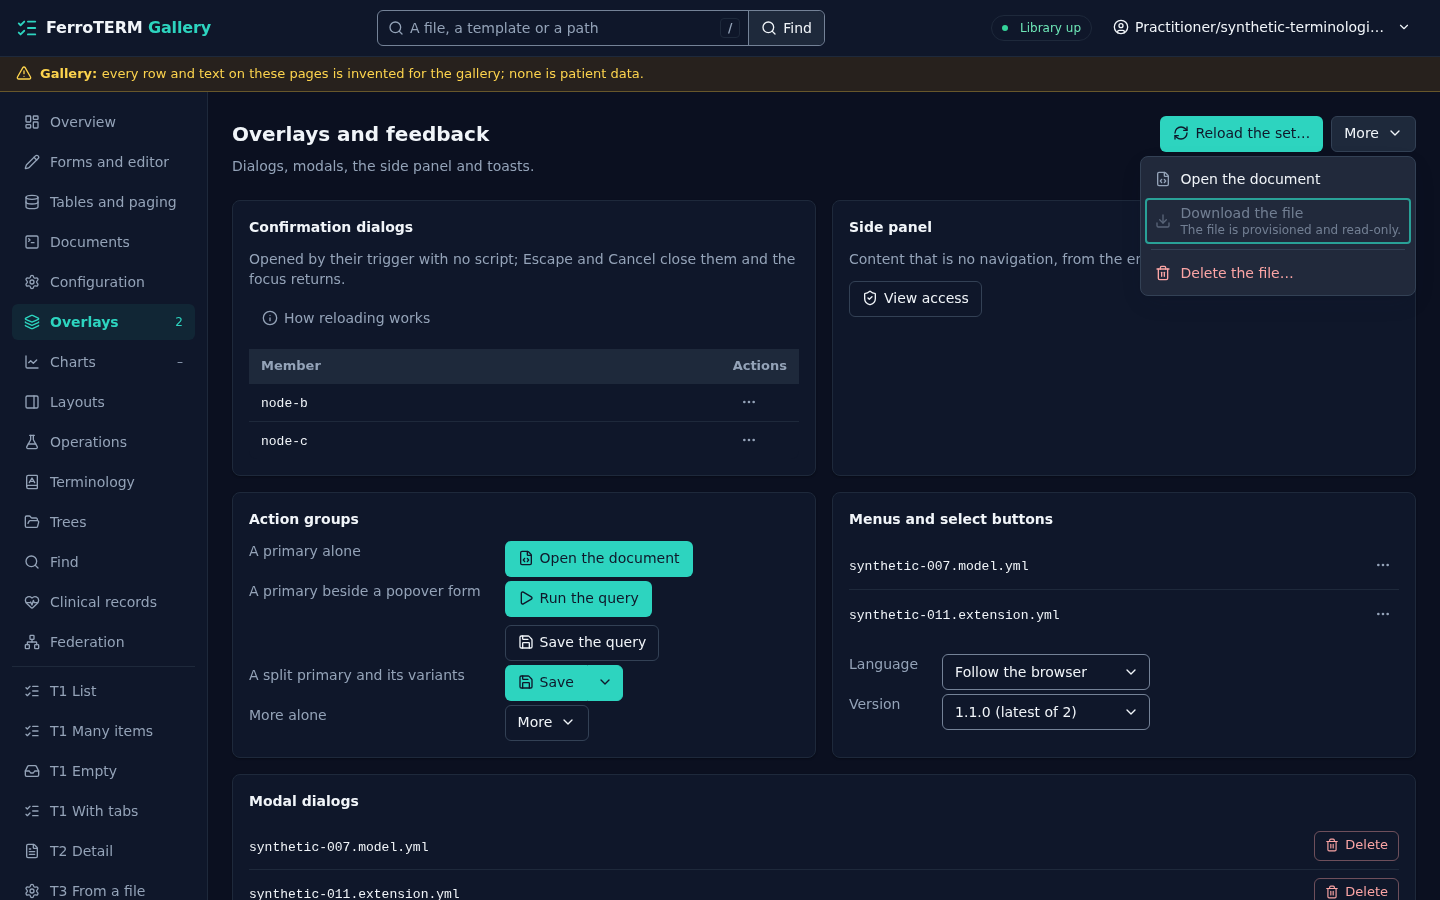 FerroTERM Gallery
A file, a template or a path
/
Find
Library up
Practitioner/synthetic-terminologi…
Gallery: every row and text on these pages is invented for the gallery; none is patient data.
Overview
Forms and editor
Tables and paging
Documents
Configuration
Overlays 2
Charts –
Layouts
Operations
Terminology
Trees
Find
Clinical records
Federation
T1 List
T1 Many items
T1 Empty
T1 With tabs
T2 Detail
T3 From a file
Overlays and feedback
Dialogs, modals, the side panel and toasts.
Reload the set…
More
Open the document
Download the file
The file is provisioned and read-only.
Delete the file…
Confirmation dialogs
Opened by their trigger with no script; Escape and Cancel close them and the
focus returns.
How reloading works
Member Actions
node-b ···
node-c ···
Side panel
Content that is no navigation, from the
View access
Action groups
A primary alone
Open the document
A primary beside a popover form
Run the query
Save the query
A split primary and its variants
Save
More alone
More
Menus and select buttons
synthetic-007.model.yml ···
synthetic-011.extension.yml ···
Language
Follow the browser
Version
1.1.0 (latest of 2)
Modal dialogs
synthetic-007.model.yml
Delete
synthetic-011.extension.yml
Delete